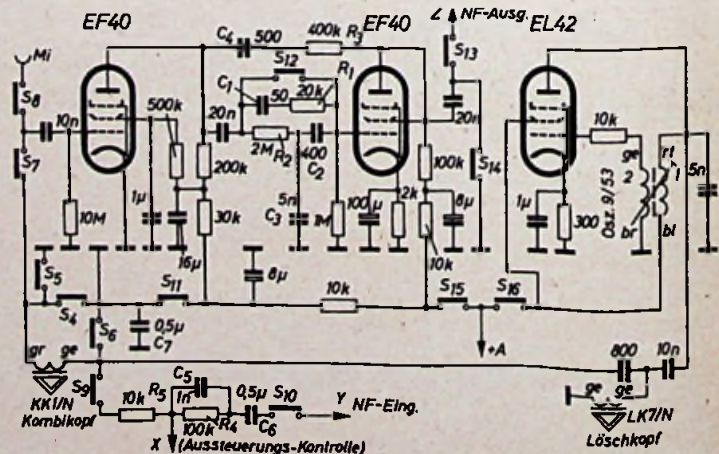 EF40
EF40
∠ NF-Ausg.
EL42
Mi
C4
500
400k
R3
S13
S12
S8
C1
50
20k
R1
10n
500k
20n
20n
10k
S7
2M
R2
400
C2
S14
200k
100k
ge
2
rt
1
5n
Osz. 9/53
5n
C3
100µ
2k
1µ
300
10M
1µ
30k
1M
8µ
br
bl
16µ
10k
S5
S11
8µ
10k
S15
S16
S4
S6
0,5µ
C7
+A
gr
ge
800
10n
S9
C5
KK1/N
Kombikopf
10k
R5
1n
100k
R4
0,5µ
C6
S10
Y
NF-Eing.
ge
ge
LK7/N
Löschkopf
X
(Aussteuerungs-Kontrolle)